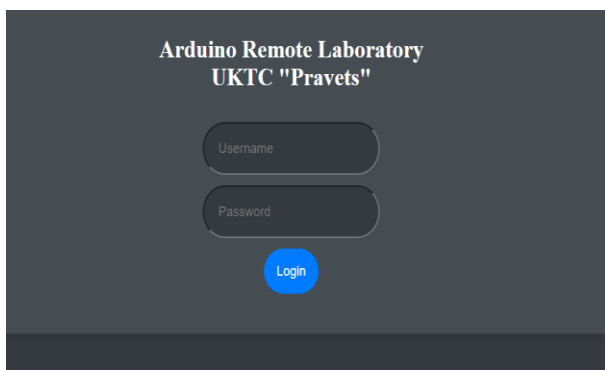 Arduino Remote Laboratory
UKTC "Pravets"
Username
Password
Login